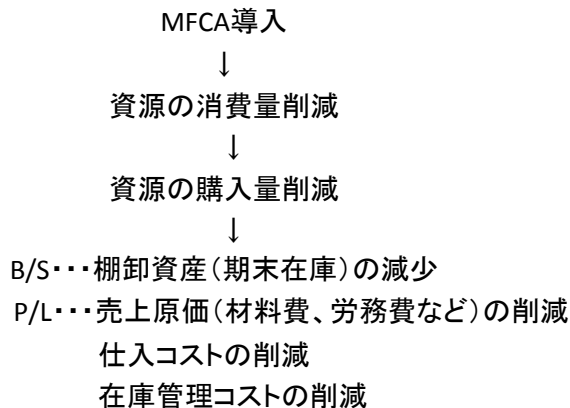 MFCA導入
↓
資源の消費量削減
↓
資源の購入量削減
↓
B/S・・・棚卸資産（期末在庫）の減少
P/L・・・売上原価（材料費、労務費など）の削減
仕入コストの削減
在庫管理コストの削減